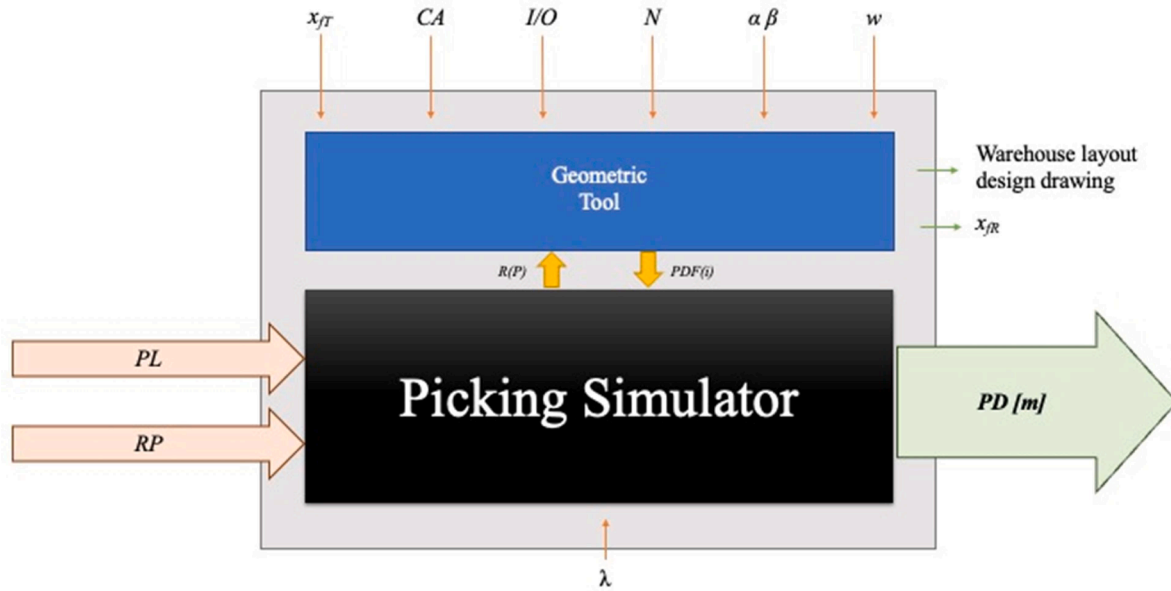 x_fT CA I/O N α β w
Geometric
Tool
Warehouse layout
design drawing
x_fR
R(P) PDF(i)
PL
Picking Simulator
PD [m]
RP
λ